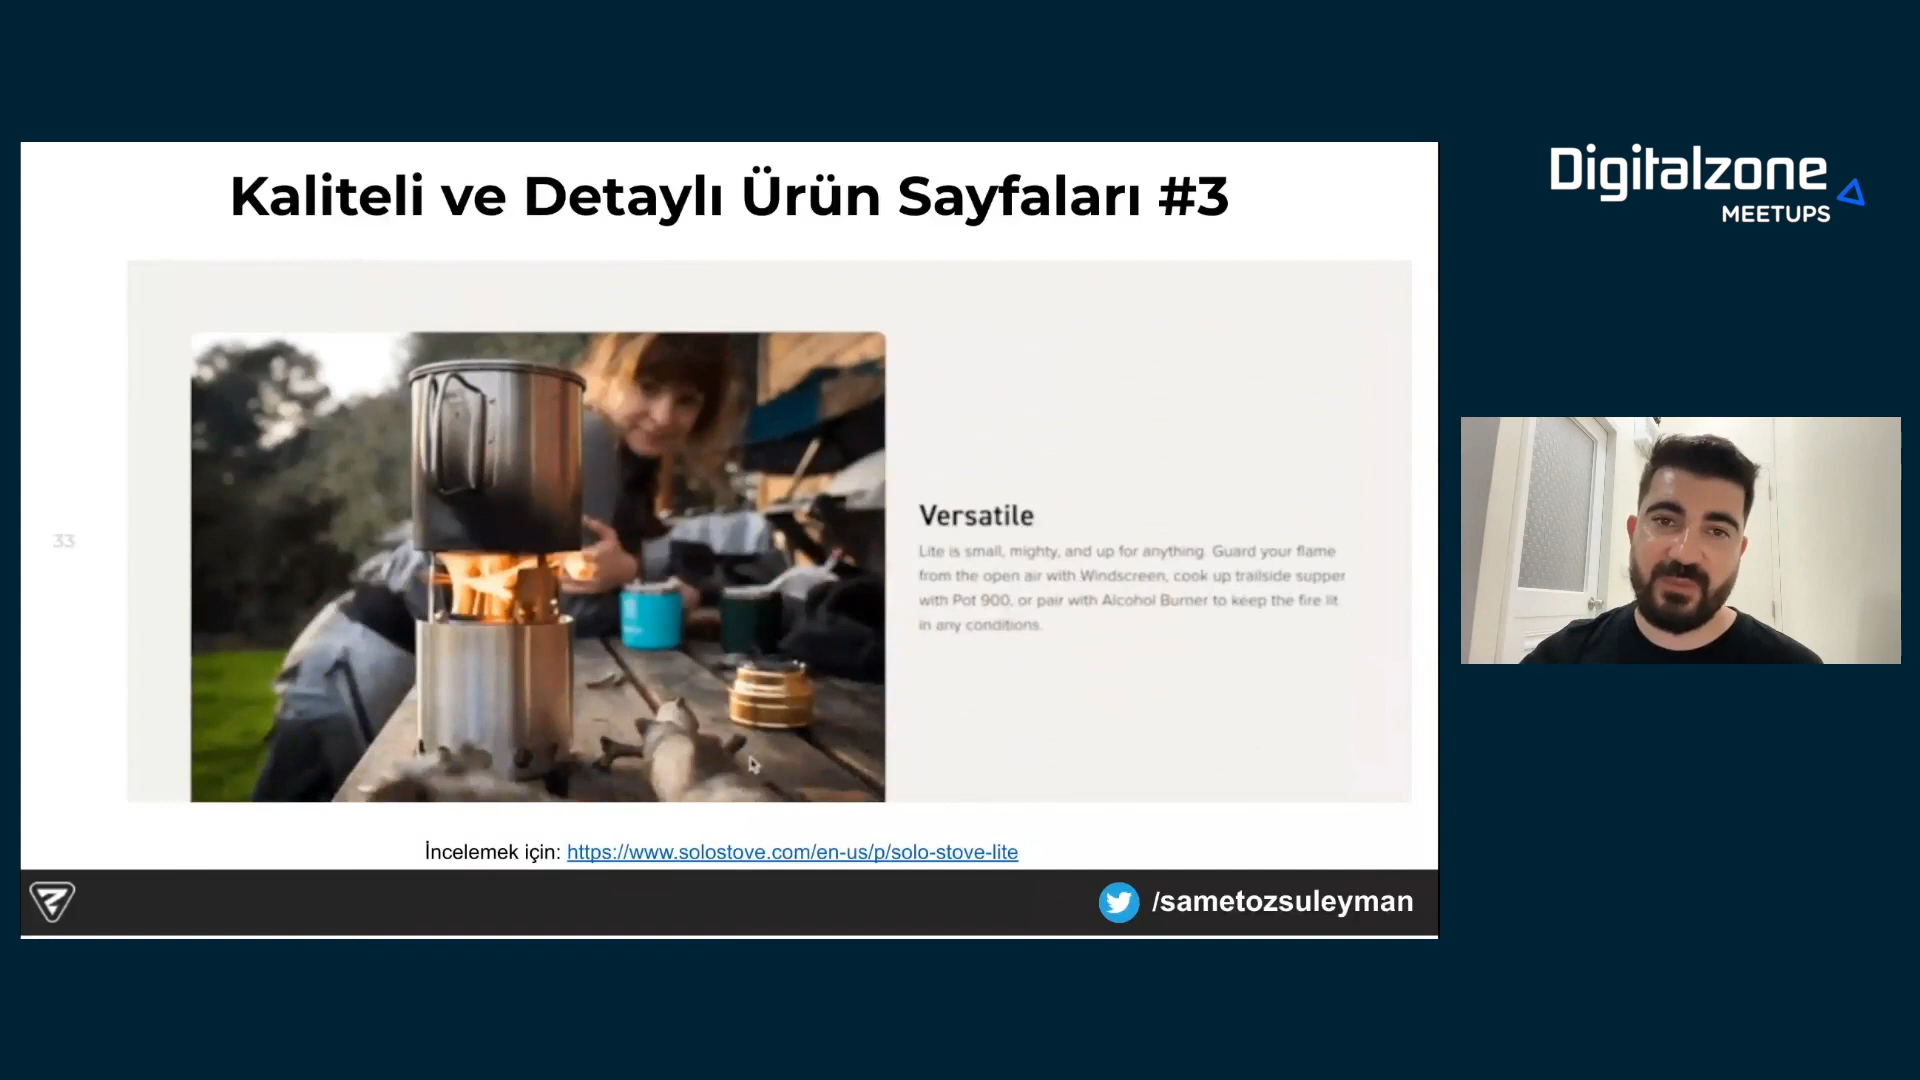 Kaliteli ve Detaylı Ürün Sayfaları #3
Digitalzone
MEETUPS
33
Versatile
Lite is small, mighty, and up for anything. Guard your flame
from the open air with Windscreen, cook up trailside supper
with Pot 900, or pair with Alcohol Burner to keep the fire lit
in any conditions.
İncelemek için: https://www.solostove.com/en-us/p/solo-stove-lite
/sametozsuleyman